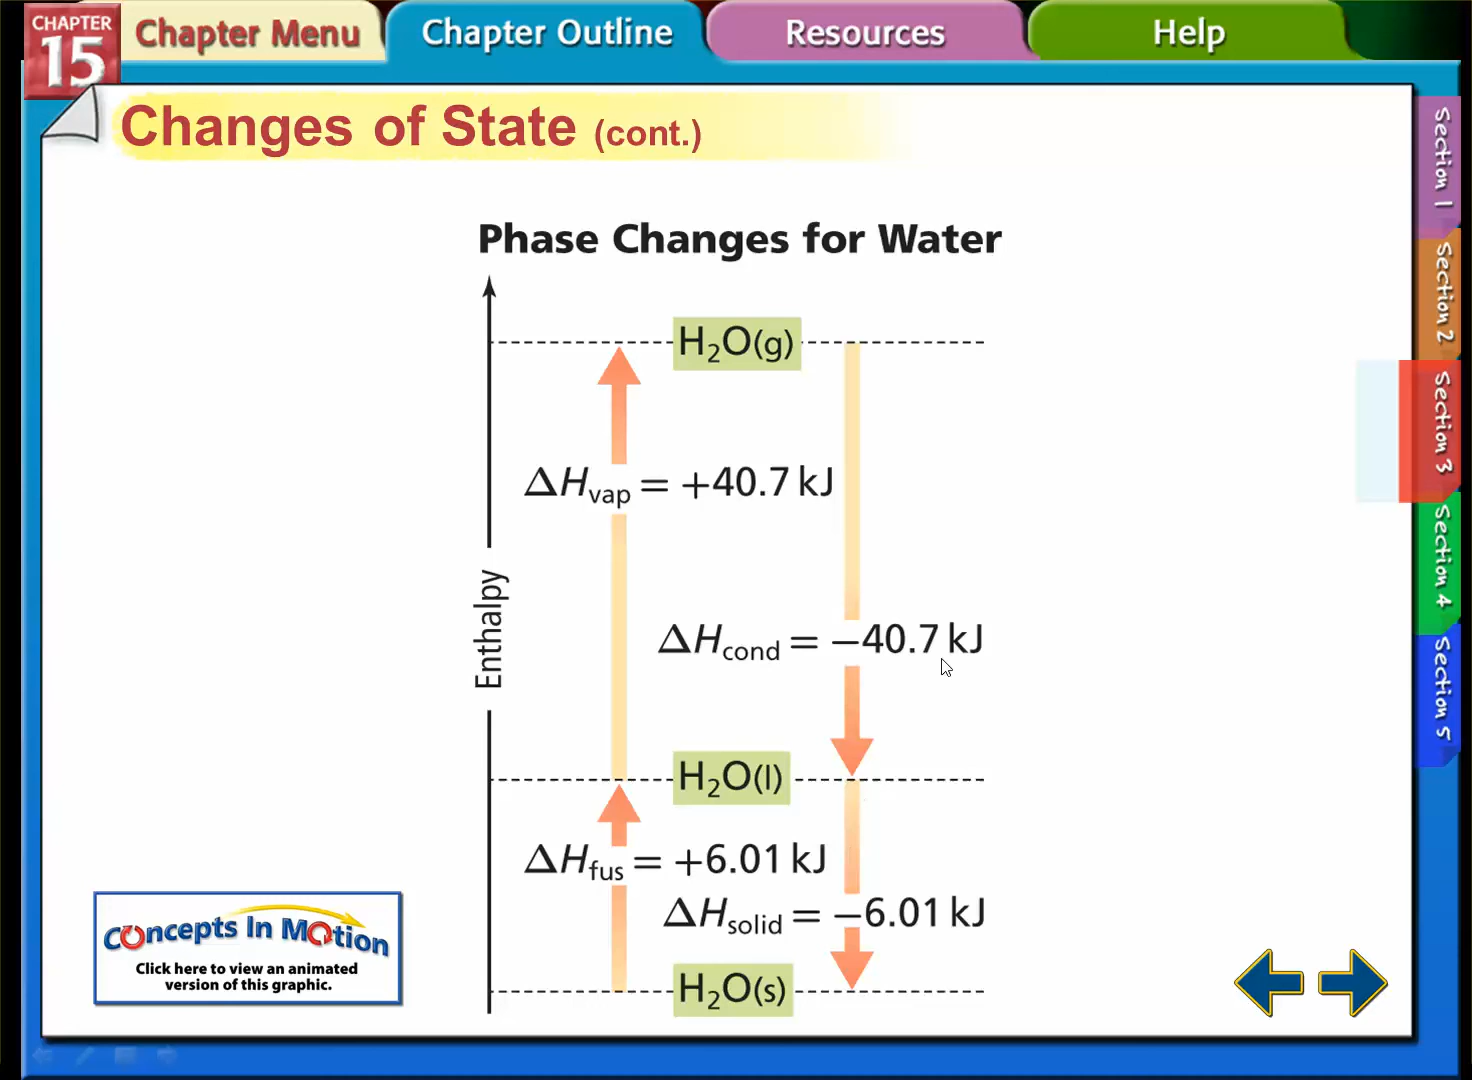 CHAPTER
15
Chapter Menu
Chapter Outline
Resources
Help
Changes of State (cont.)
Phase Changes for Water
H₂O(g)
ΔHvap = +40.7 kJ
ΔHcond = −40.7 kJ
Enthalpy
H₂O(l)
ΔHfus = +6.01 kJ
ΔHsolid = −6.01 kJ
H₂O(s)
Concepts In Motion
Click here to view an animated
version of this graphic.
Section 1
Section 2
Section 3
Section 4
Section 5